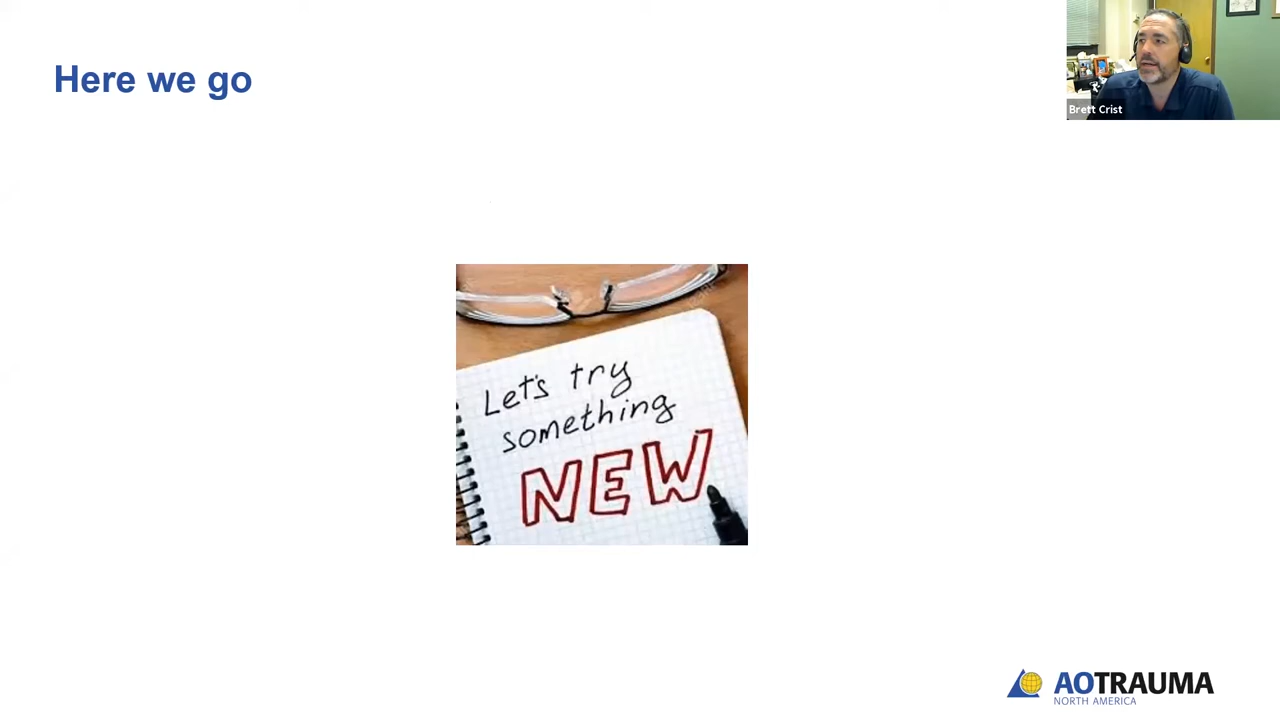 Here we go
Brett Crist
Let's try
something
NEW
AOTRAUMA
NORTH AMERICA